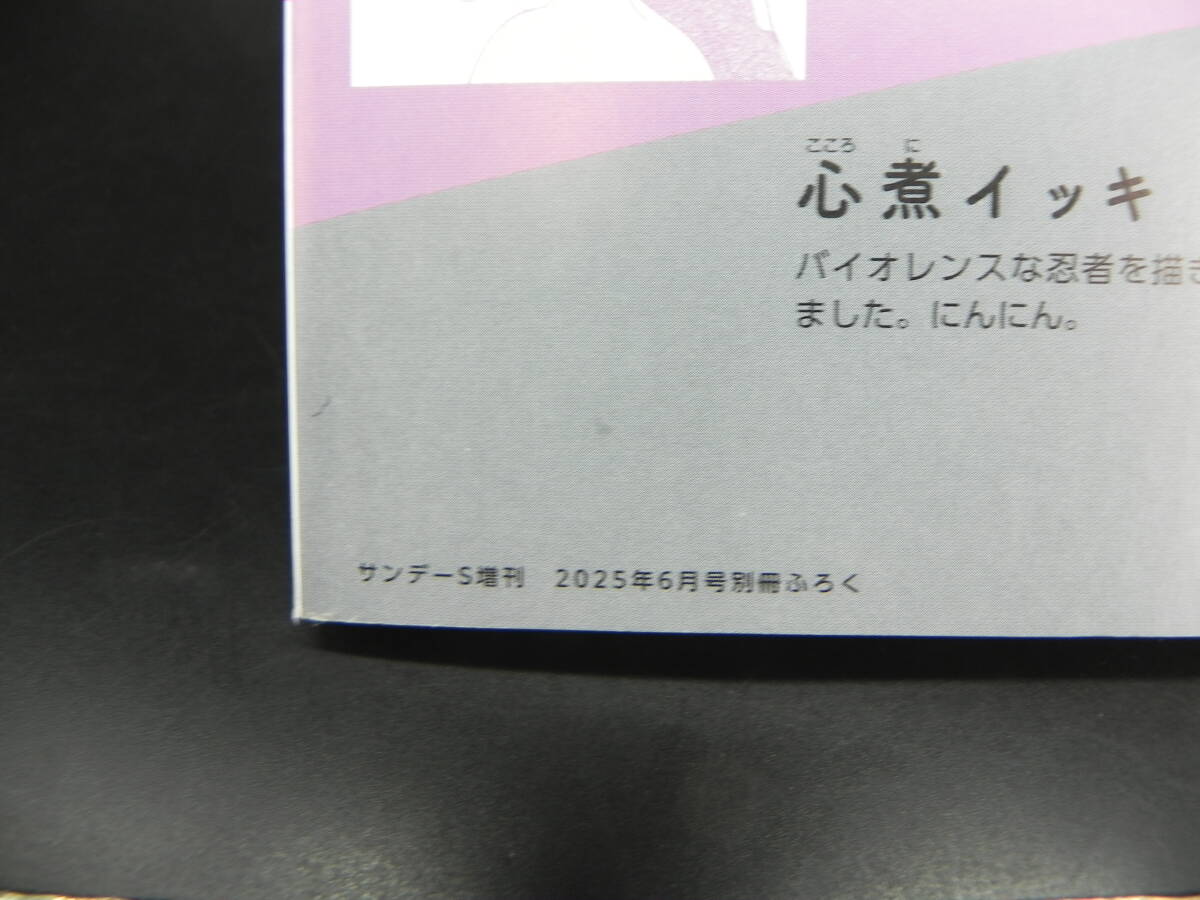 こころ に
心煮イッキ
バイオレンスな忍者を描き
ました。にんにん。
サンデーS増刊 2025年6月号別冊ふろく